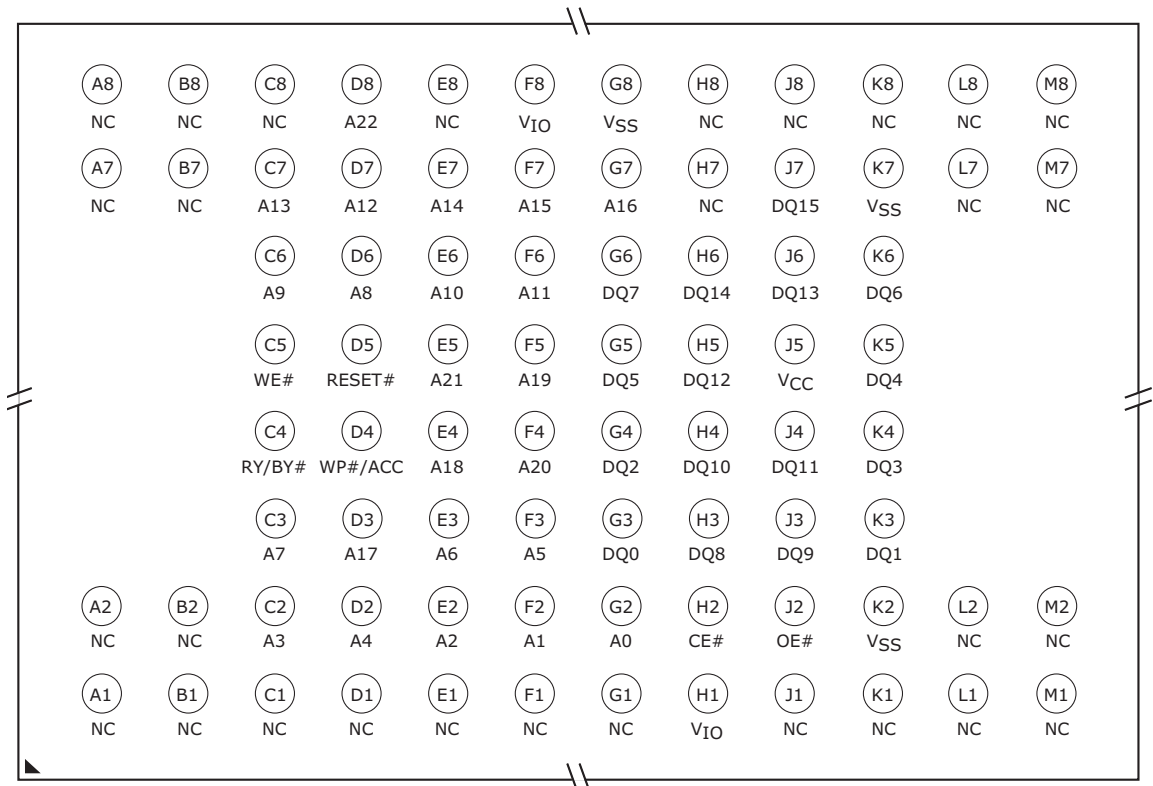 A8 B8 C8 D8 E8 F8 G8 H8 J8 K8 L8 M8
NC NC NC A22 NC VIO VSS NC NC NC NC NC
A7 B7 C7 D7 E7 F7 G7 H7 J7 K7 L7 M7
NC NC A13 A12 A14 A15 A16 NC DQ15 VSS NC NC
C6 D6 E6 F6 G6 H6 J6 K6
A9 A8 A10 A11 DQ7 DQ14 DQ13 DQ6
C5 D5 E5 F5 G5 H5 J5 K5
WE# RESET# A21 A19 DQ5 DQ12 VCC DQ4
C4 D4 E4 F4 G4 H4 J4 K4
RY/BY# WP#/ACC A18 A20 DQ2 DQ10 DQ11 DQ3
C3 D3 E3 F3 G3 H3 J3 K3
A7 A17 A6 A5 DQ0 DQ8 DQ9 DQ1
A2 B2 C2 D2 E2 F2 G2 H2 J2 K2 L2 M2
NC NC A3 A4 A2 A1 A0 CE# OE# VSS NC NC
A1 B1 C1 D1 E1 F1 G1 H1 J1 K1 L1 M1
NC NC NC NC NC NC NC VIO NC NC NC NC